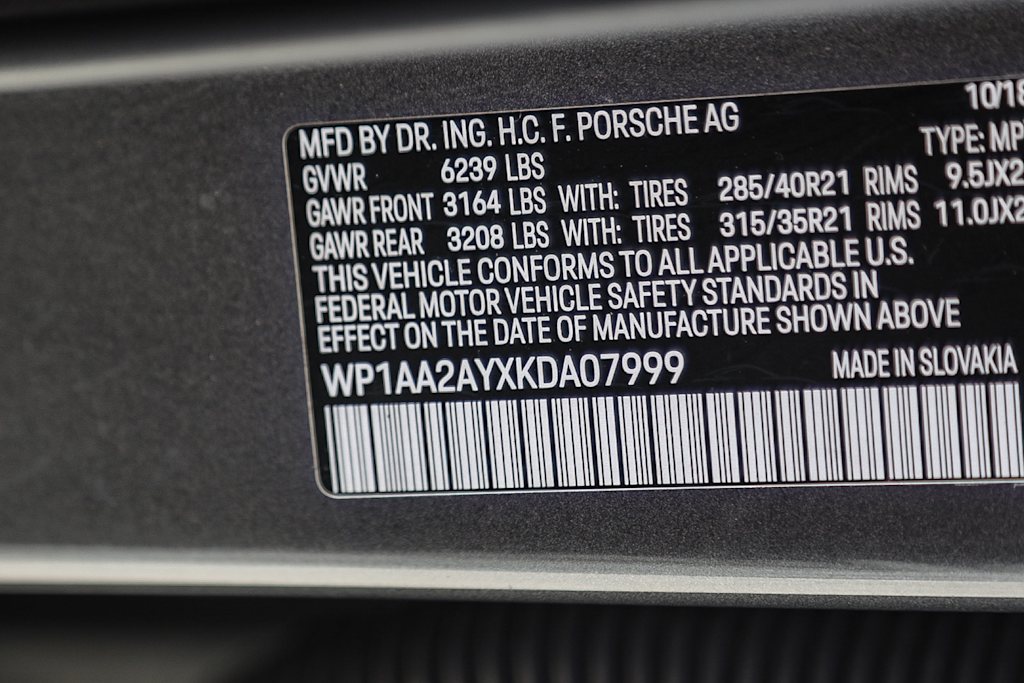 10/18
MFD BY DR. ING. H.C. F. PORSCHE AG
TYPE: MP
GVWR 6239 LBS
GAWR FRONT 3164 LBS WITH: TIRES 285/40R21 RIMS 9.5JX2
GAWR REAR 3208 LBS WITH: TIRES 315/35R21 RIMS 11.0JX2
THIS VEHICLE CONFORMS TO ALL APPLICABLE U.S.
FEDERAL MOTOR VEHICLE SAFETY STANDARDS IN
EFFECT ON THE DATE OF MANUFACTURE SHOWN ABOVE
WP1AA2AYXKDA07999 MADE IN SLOVAKIA